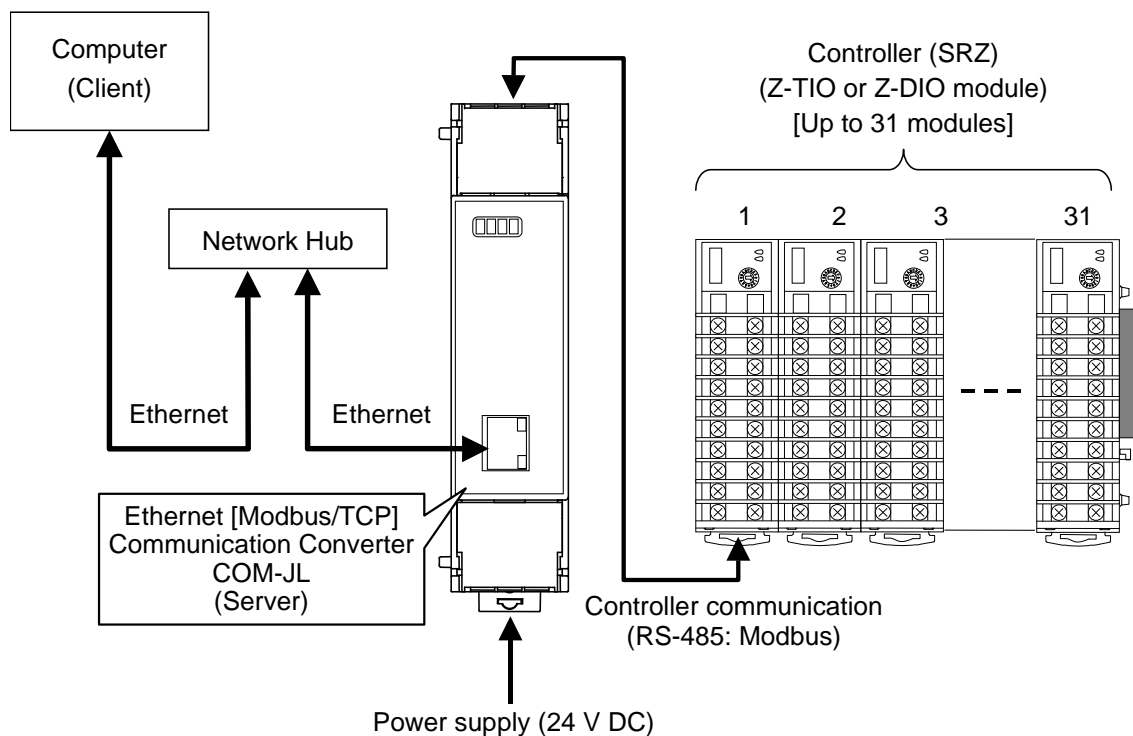 Computer
(Client)
Controller (SRZ)
(Z-TIO or Z-DIO module)
[Up to 31 modules]
1
2
3
31
Network Hub
Ethernet
Ethernet
Ethernet [Modbus/TCP]
Communication Converter
COM-JL
(Server)
Controller communication
(RS-485: Modbus)
Power supply (24 V DC)